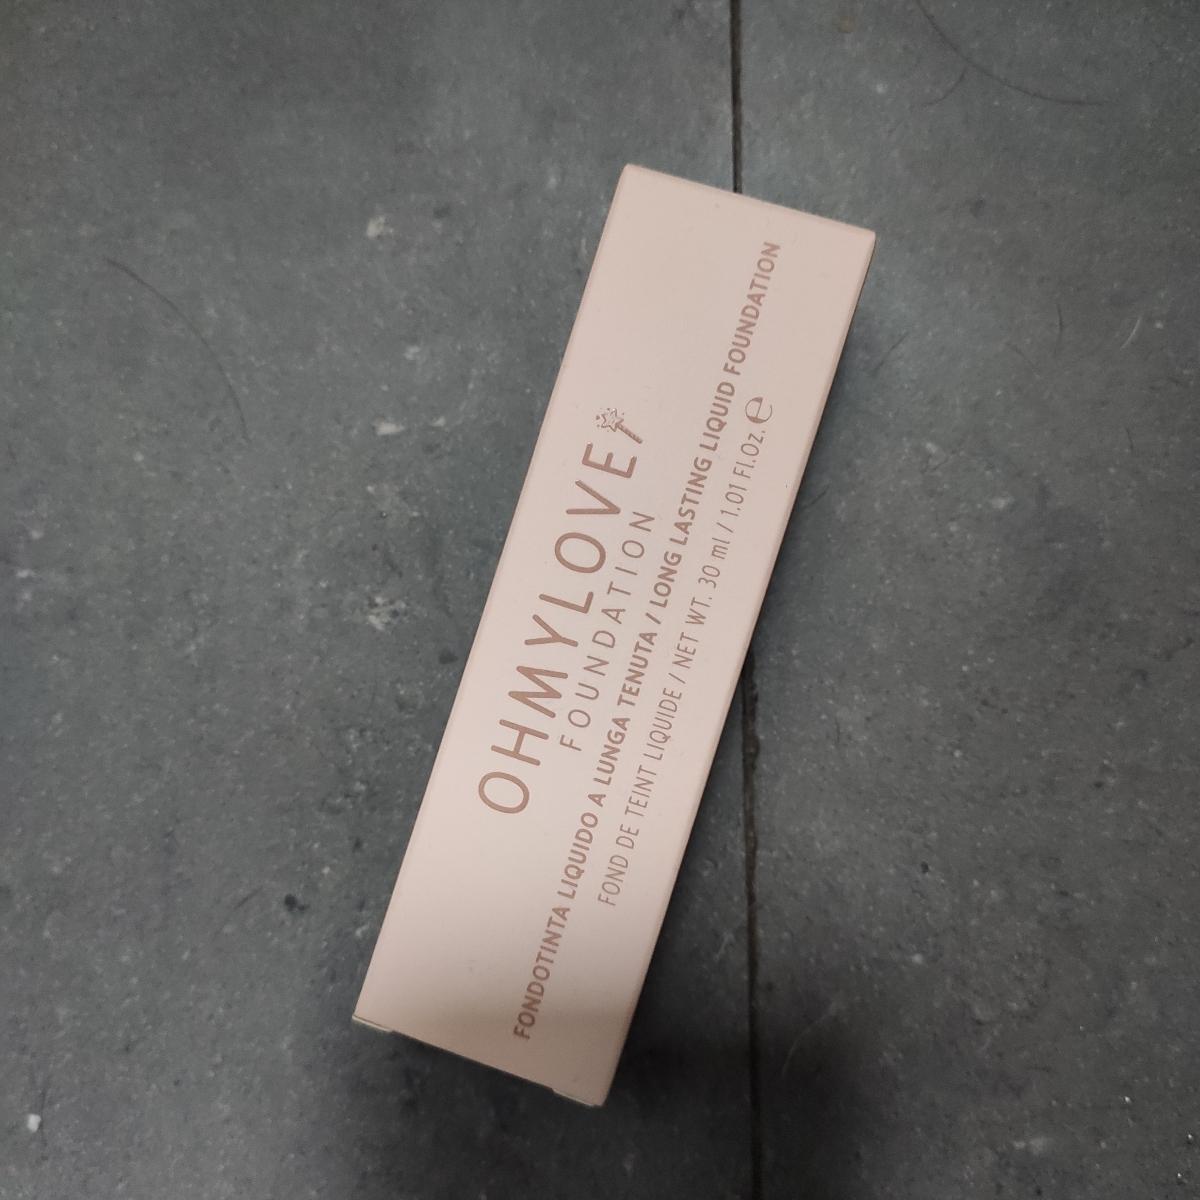 OHMYLOVE
FOUNDATION
FONDOTINTA LIQUIDO A LUNGA TENUTA / LONG LASTING LIQUID FOUNDATION
FOND DE TEINT LIQUIDE / NET WT. 30 ml / 1.01 Fl.Oz. ℮